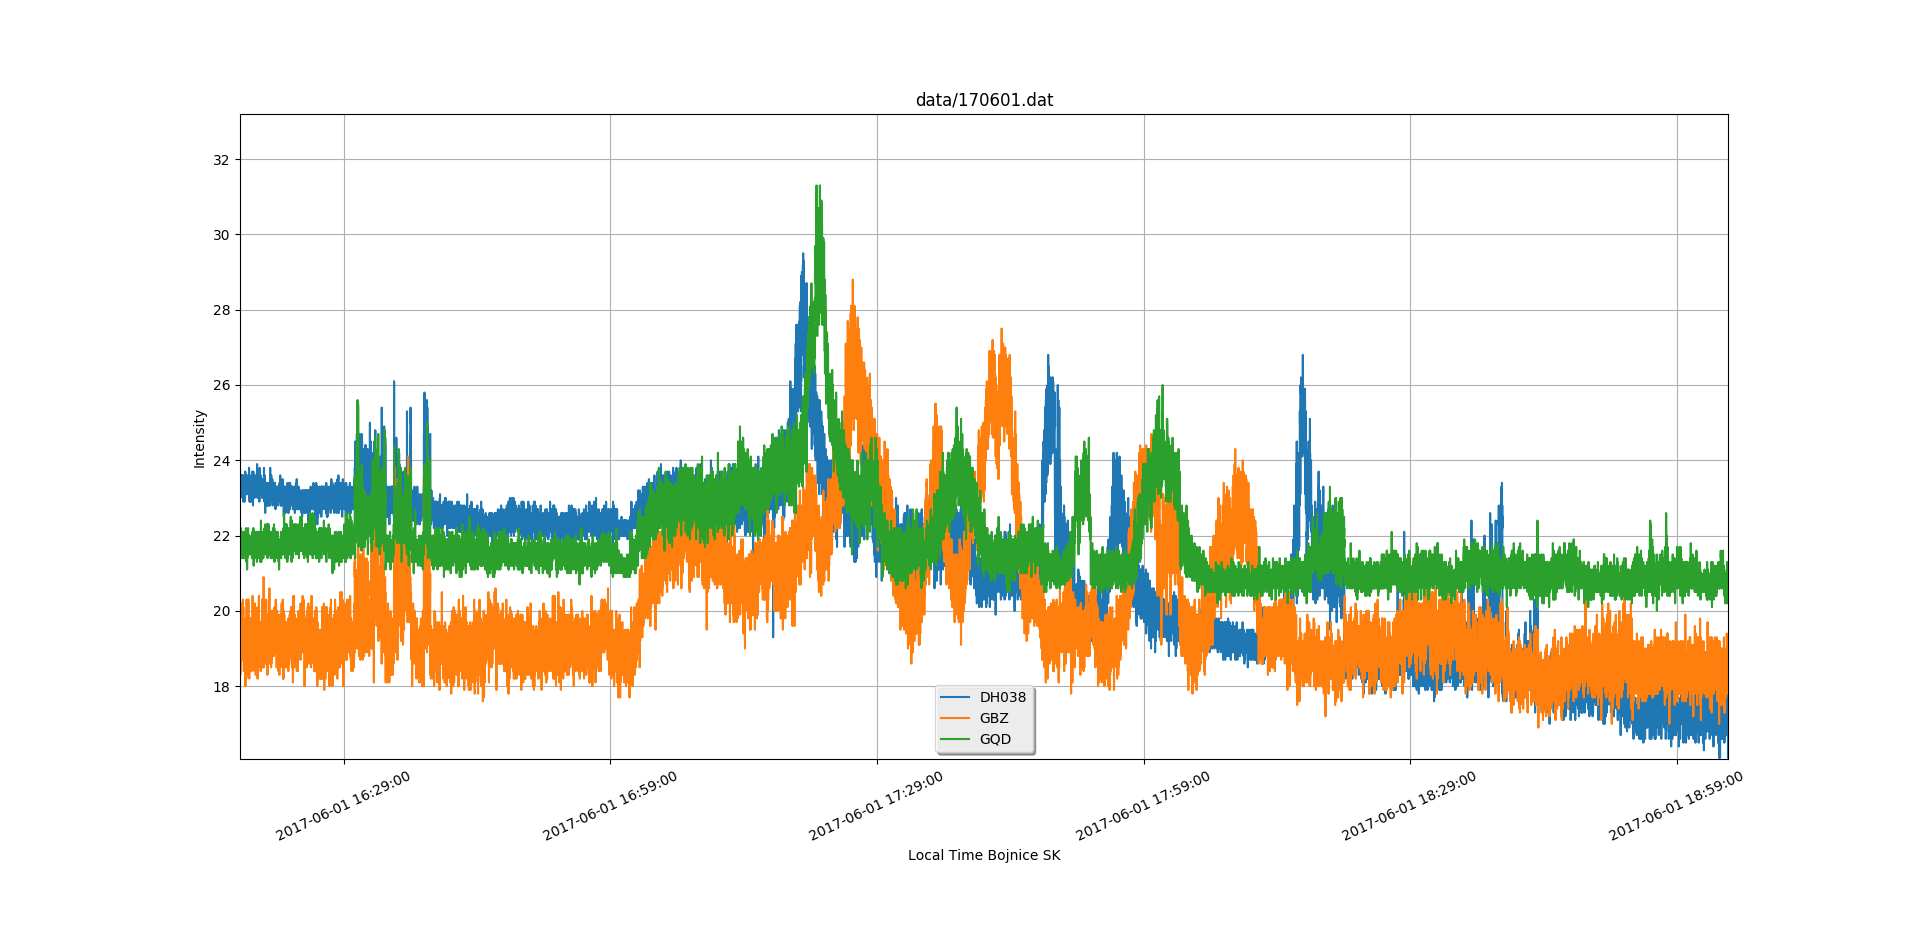 data/170601.dat
32
30
28
26
24
22
20
18
Intensity
DH038
GBZ
GQD
2017-06-01 16:29:00
2017-06-01 16:59:00
2017-06-01 17:29:00
2017-06-01 17:59:00
2017-06-01 18:29:00
2017-06-01 18:59:00
Local Time Bojnice SK